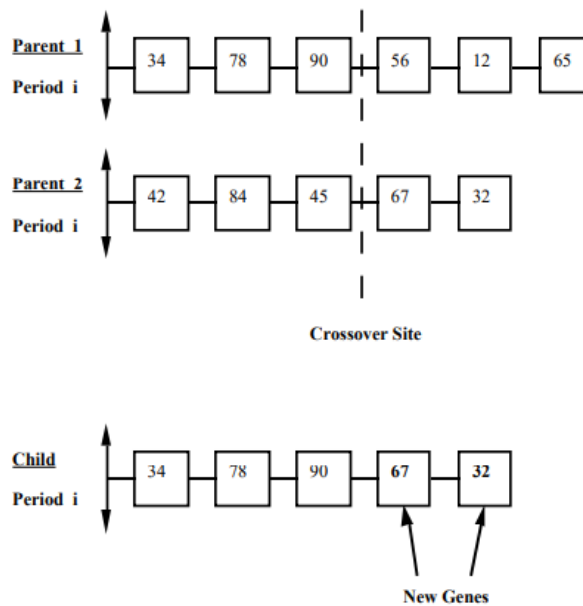 Parent 1
Period i
34 78 90 56 12 65
Parent 2
Period i
42 84 45 67 32
Crossover Site
Child
Period i
34 78 90 67 32
New Genes